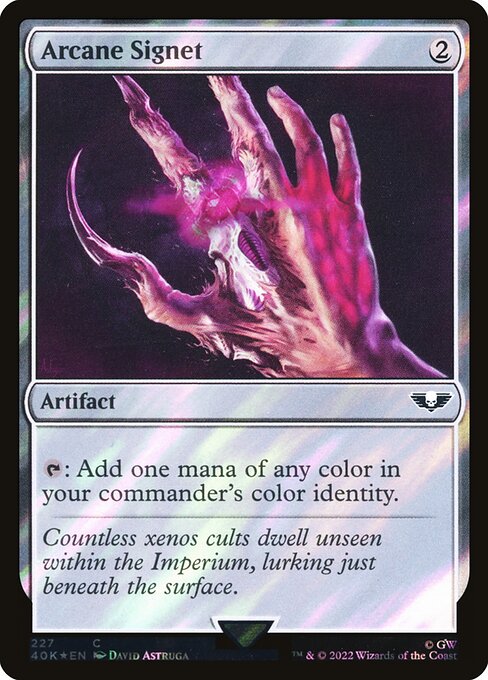 Arcane Signet 2
Artifact
: Add one mana of any color in
your commander's color identity.
Countless xenos cults dwell unseen
within the Imperium, lurking just
beneath the surface.
227 C © GW
40K★EN David Astruga ™ & © 2022 Wizards of the Coast